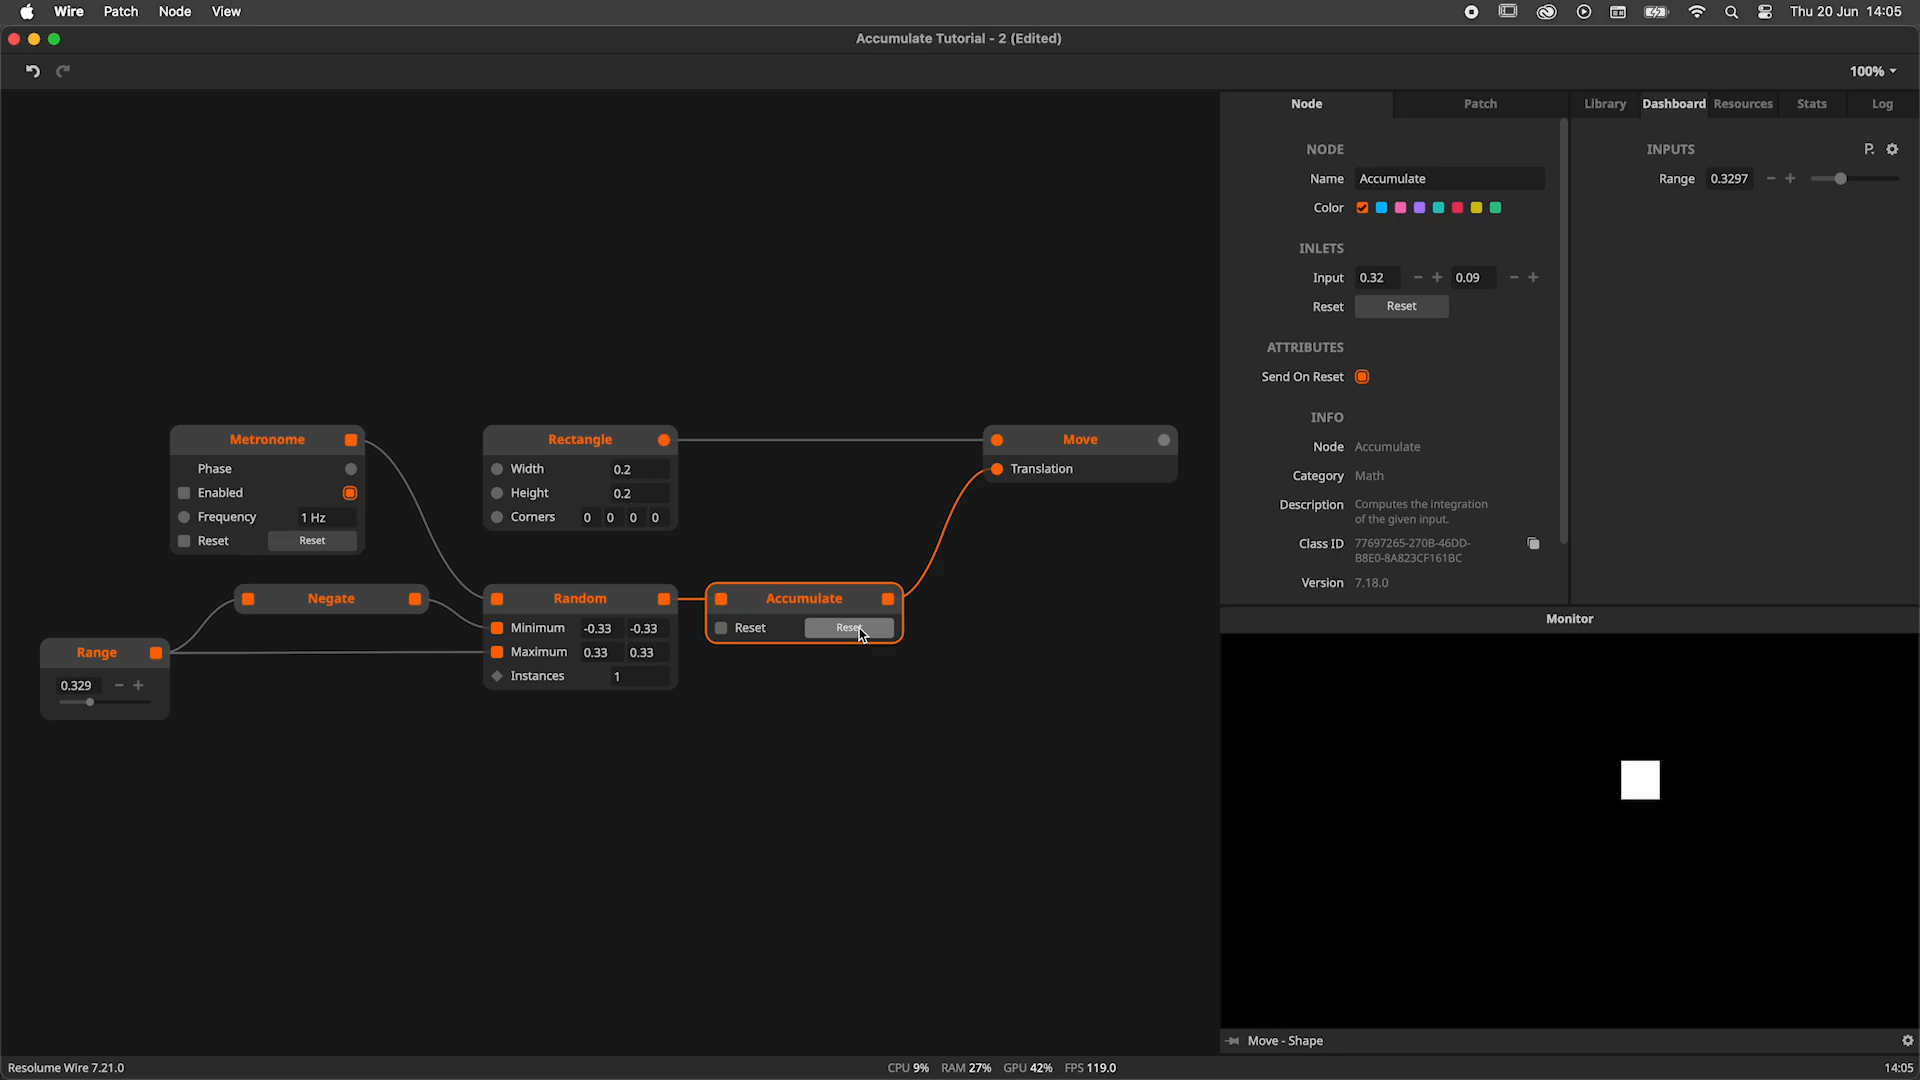 Wire Patch Node View Thu 20 Jun 14:05
Accumulate Tutorial - 2 (Edited)
100%
Node Patch Library Dashboard Resources Stats Log
NODE
Name Accumulate
Color
INLETS
Input 0.32 - + 0.09 - +
Reset Reset
ATTRIBUTES
Send On Reset
INFO
Node Accumulate
Category Math
Description Computes the integration
of the given input.
Class ID 77697265-270B-46DD-
B8E0-8A823CF161BC
Version 7.18.0
INPUTS P.
Range 0.3297 - +
Metronome
Phase
Enabled
Frequency 1 Hz
Reset Reset
Rectangle
Width 0.2
Height 0.2
Corners 0 0 0 0
Move
Translation
Negate
Range
0.329 - +
Random
Minimum -0.33 -0.33
Maximum 0.33 0.33
Instances 1
Accumulate
Reset Reset
Monitor
Move - Shape
Resolume Wire 7.21.0 CPU 9% RAM 27% GPU 42% FPS 119.0 14:05